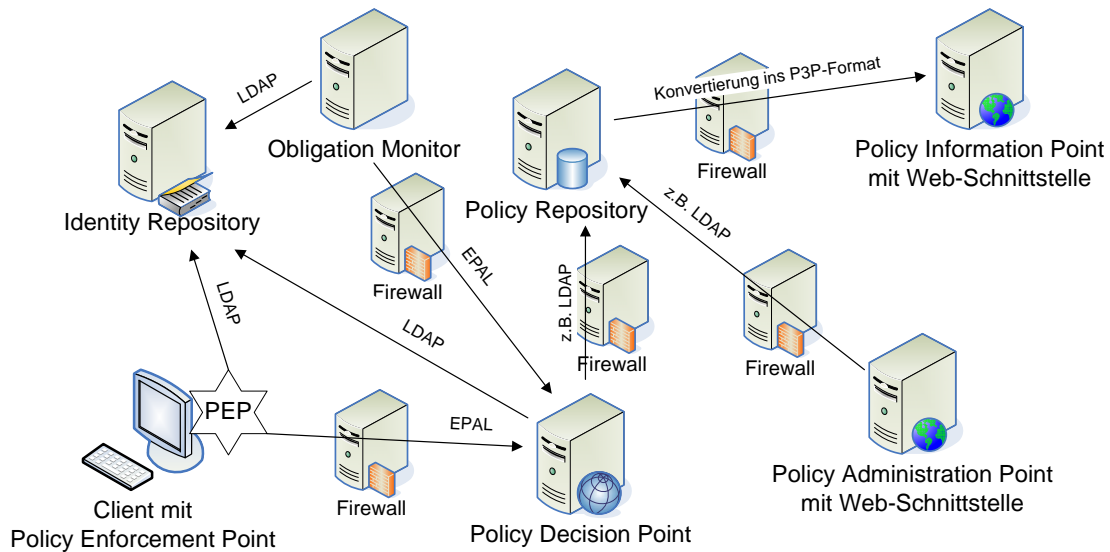 LDAP
Konvertierung ins P3P-Format
Obligation Monitor
Firewall
Policy Information Point
mit Web-Schnittstelle
Identity Repository
Policy Repository
z.B. LDAP
EPAL
Firewall
LDAP
LDAP
z.B. LDAP
Firewall
Firewall
PEP
EPAL
Policy Administration Point
mit Web-Schnittstelle
Firewall
Client mit
Policy Enforcement Point
Policy Decision Point